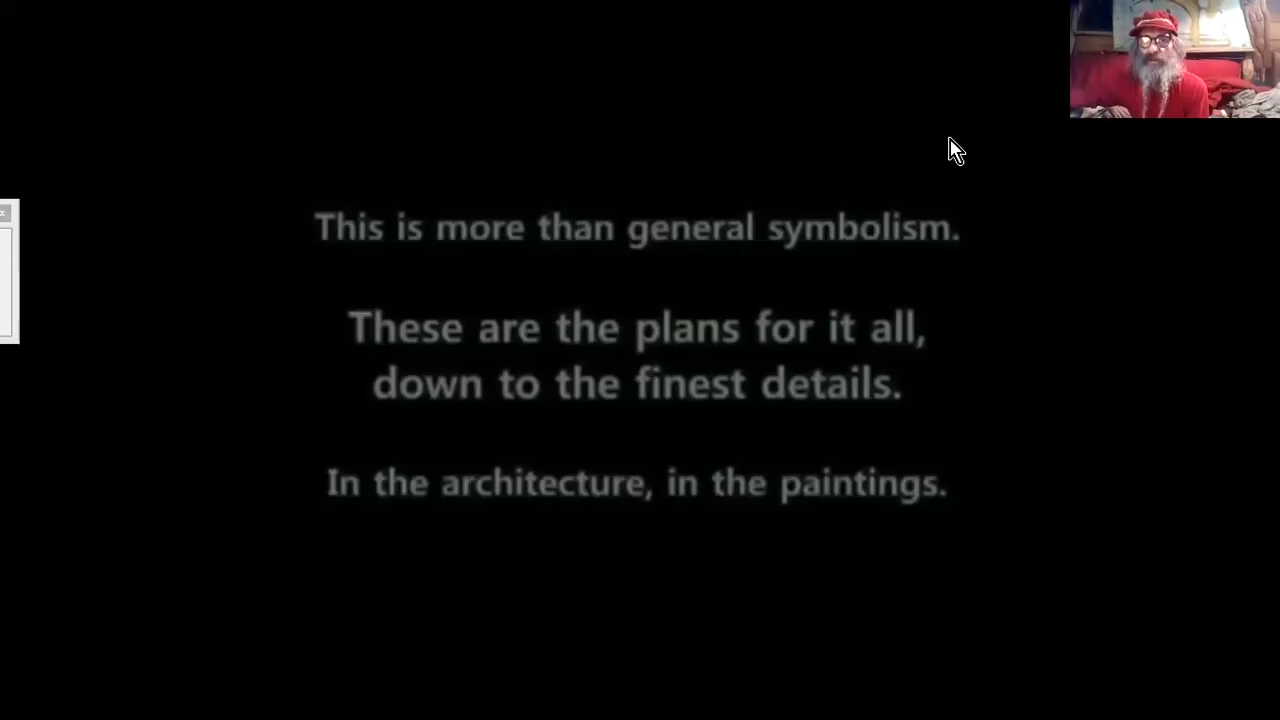 This is more than general symbolism.
These are the plans for it all,
down to the finest details.
In the architecture, in the paintings.